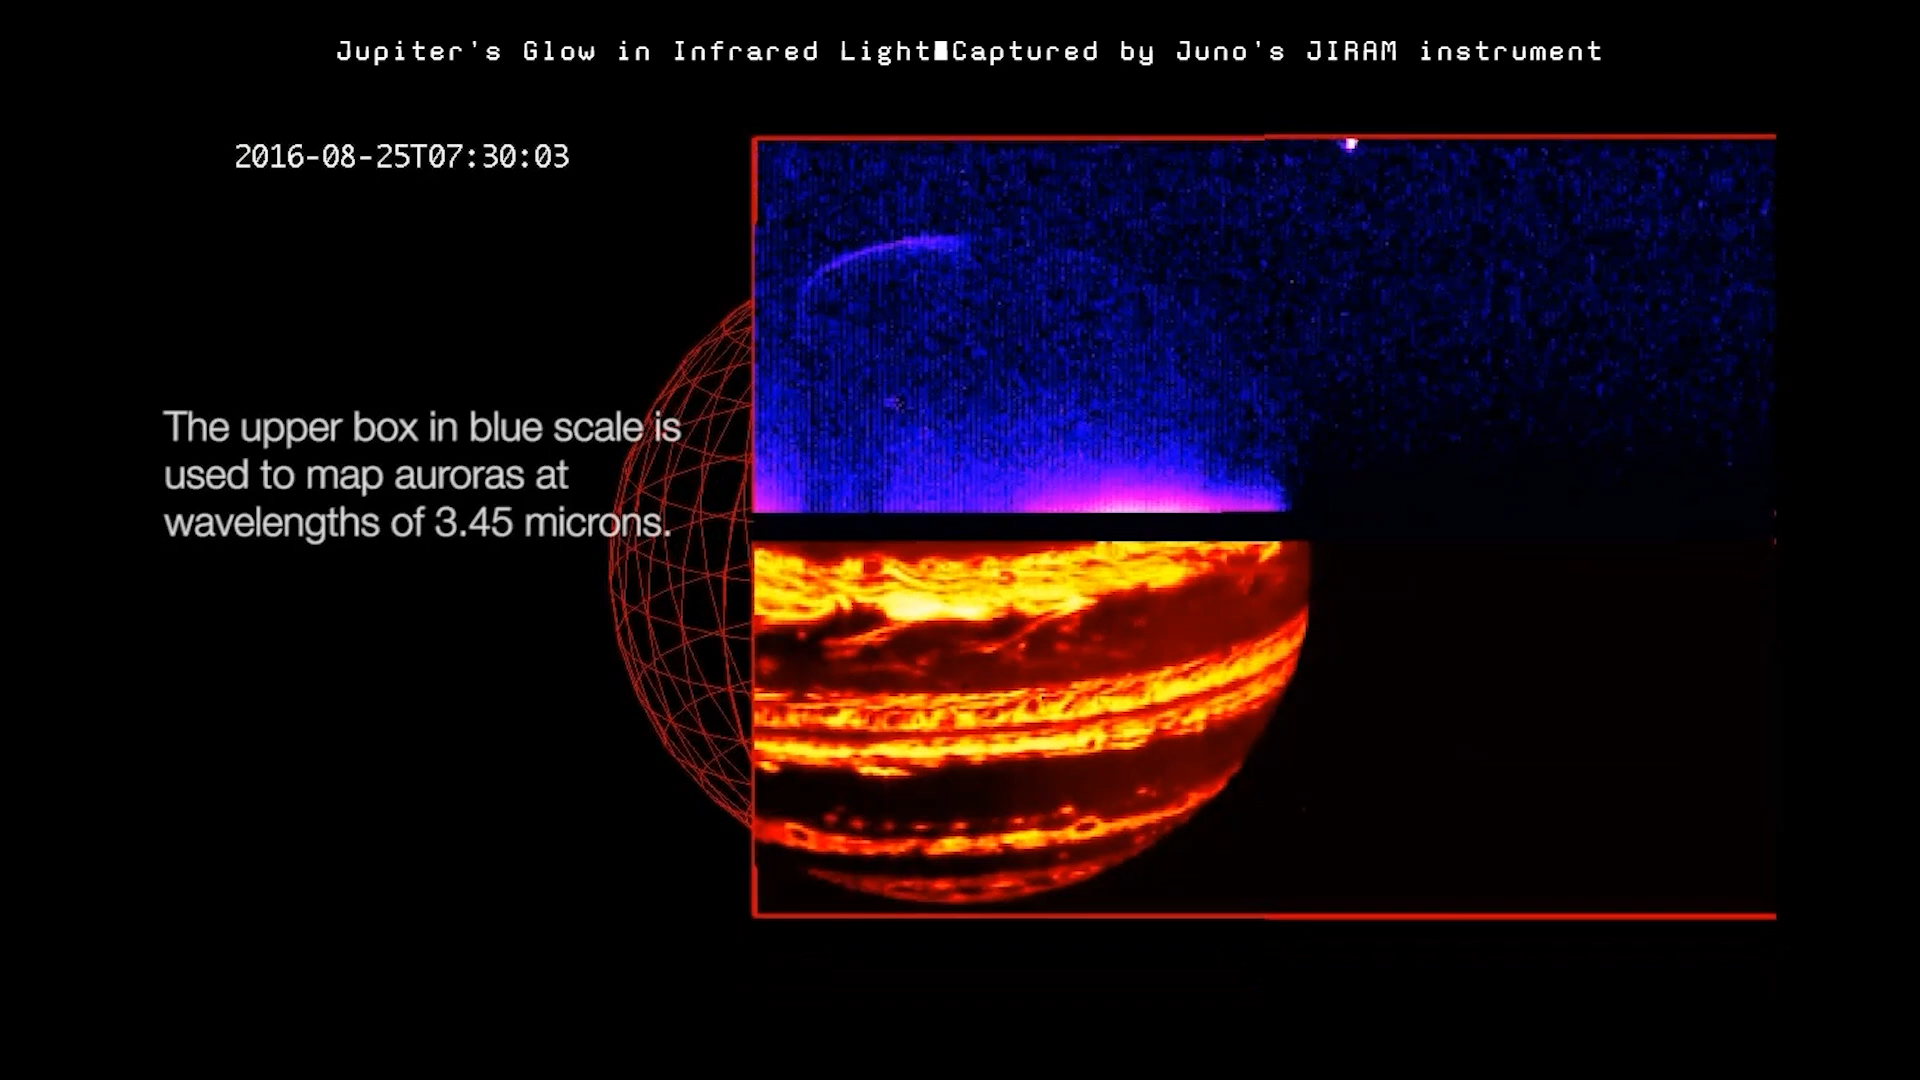 Jupiter's Glow in Infrared Light■Captured by Juno's JIRAM instrument
2016-08-25T07:30:03
The upper box in blue scale is
used to map auroras at
wavelengths of 3.45 microns.